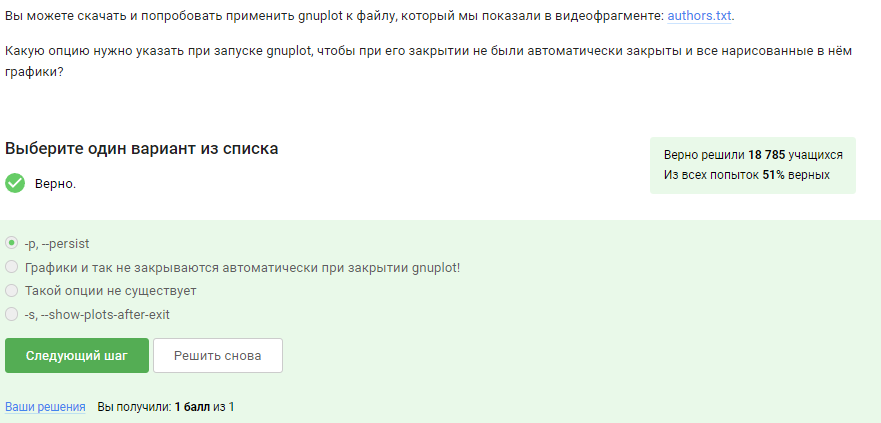 Вы можете скачать и попробовать применить gnuplot к файлу, который мы показали в видеофрагменте: authors.txt.
Какую опцию нужно указать при запуске gnuplot, чтобы при его закрытии не были автоматически закрыты и все нарисованные в нём
графики?
Выберите один вариант из списка
Верно.
Верно решили 18 785 учащихся
Из всех попыток 51% верных
-p, --persist
Графики и так не закрываются автоматически при закрытии gnuplot!
Такой опции не существует
-s, --show-plots-after-exit
Следующий шаг
Решить снова
Ваши решения Вы получили: 1 балл из 1